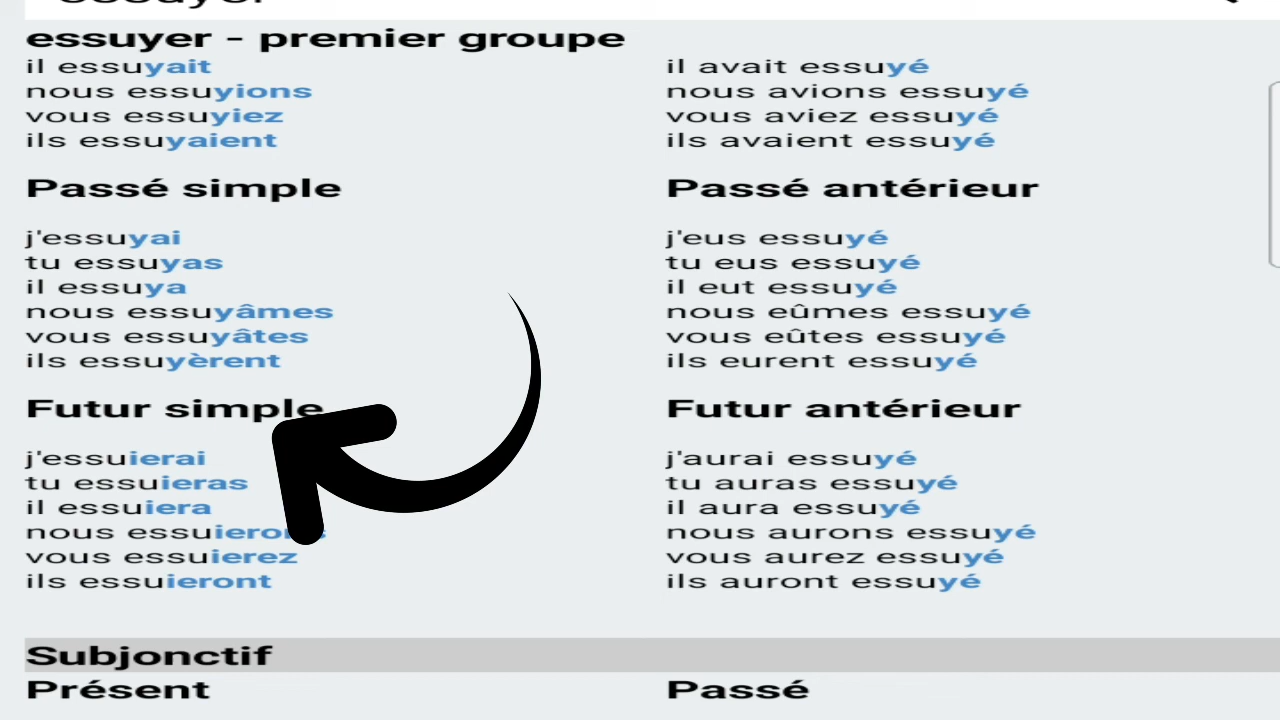 essuyer - premier groupe
il essuyait
nous essuyions
vous essuyiez
ils essuyaient
il avait essuyé
nous avions essuyé
vous aviez essuyé
ils avaient essuyé
Passé simple
j'essuyai
tu essuyas
il essuya
nous essuyâmes
vous essuyâtes
ils essuyèrent
Passé antérieur
j'eus essuyé
tu eus essuyé
il eut essuyé
nous eûmes essuyé
vous eûtes essuyé
ils eurent essuyé
Futur simple
j'essuierai
tu essuieras
il essuiera
nous essuierons
vous essuierez
ils essuieront
Futur antérieur
j'aurai essuyé
tu auras essuyé
il aura essuyé
nous aurons essuyé
vous aurez essuyé
ils auront essuyé
Subjonctif
Présent
Passé